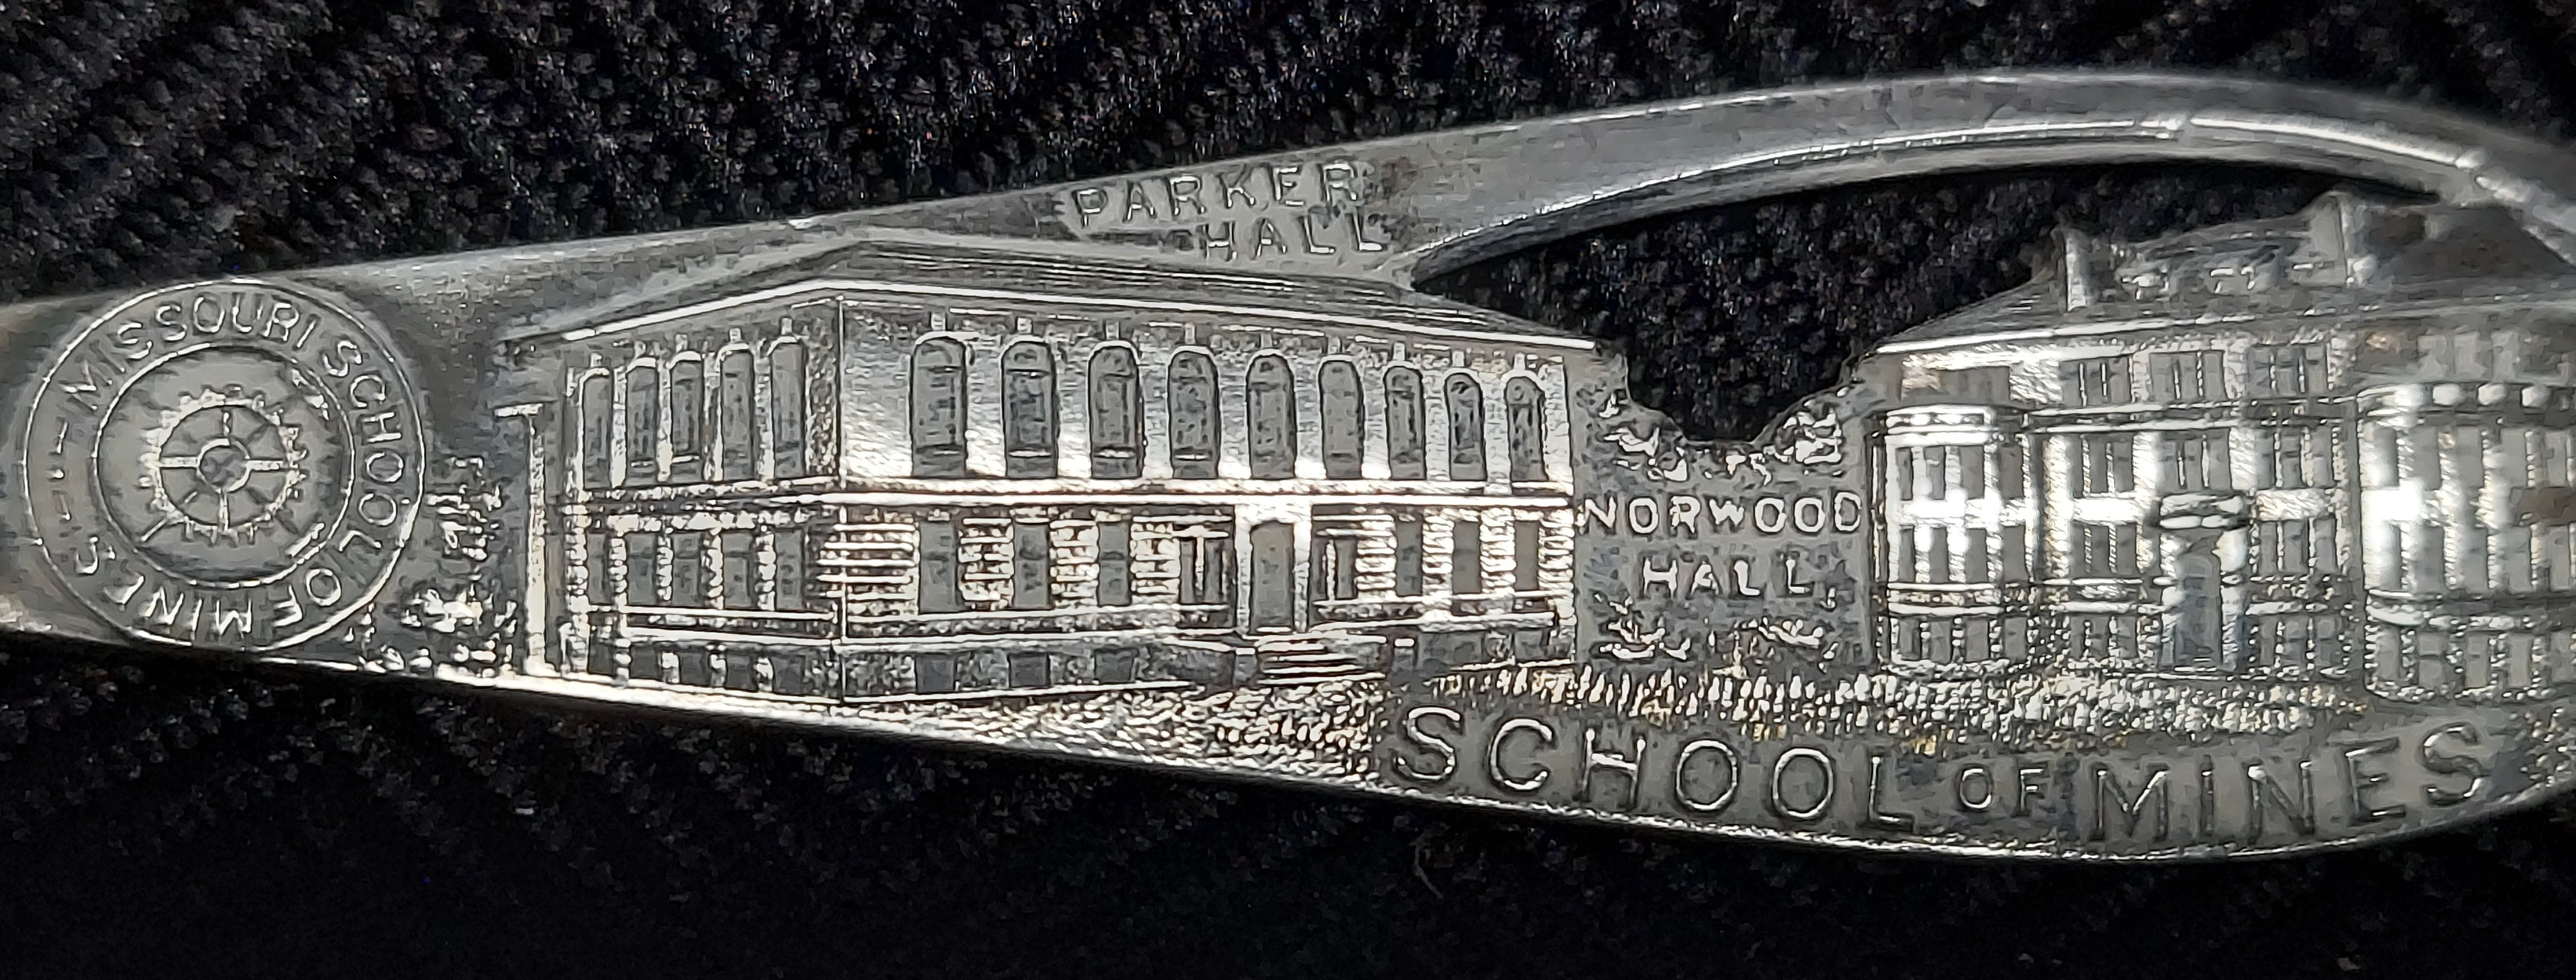 MISSOURI SCHOOL OF MINES
PARKER
HALL
NORWOOD
HALL
SCHOOL OF MINES